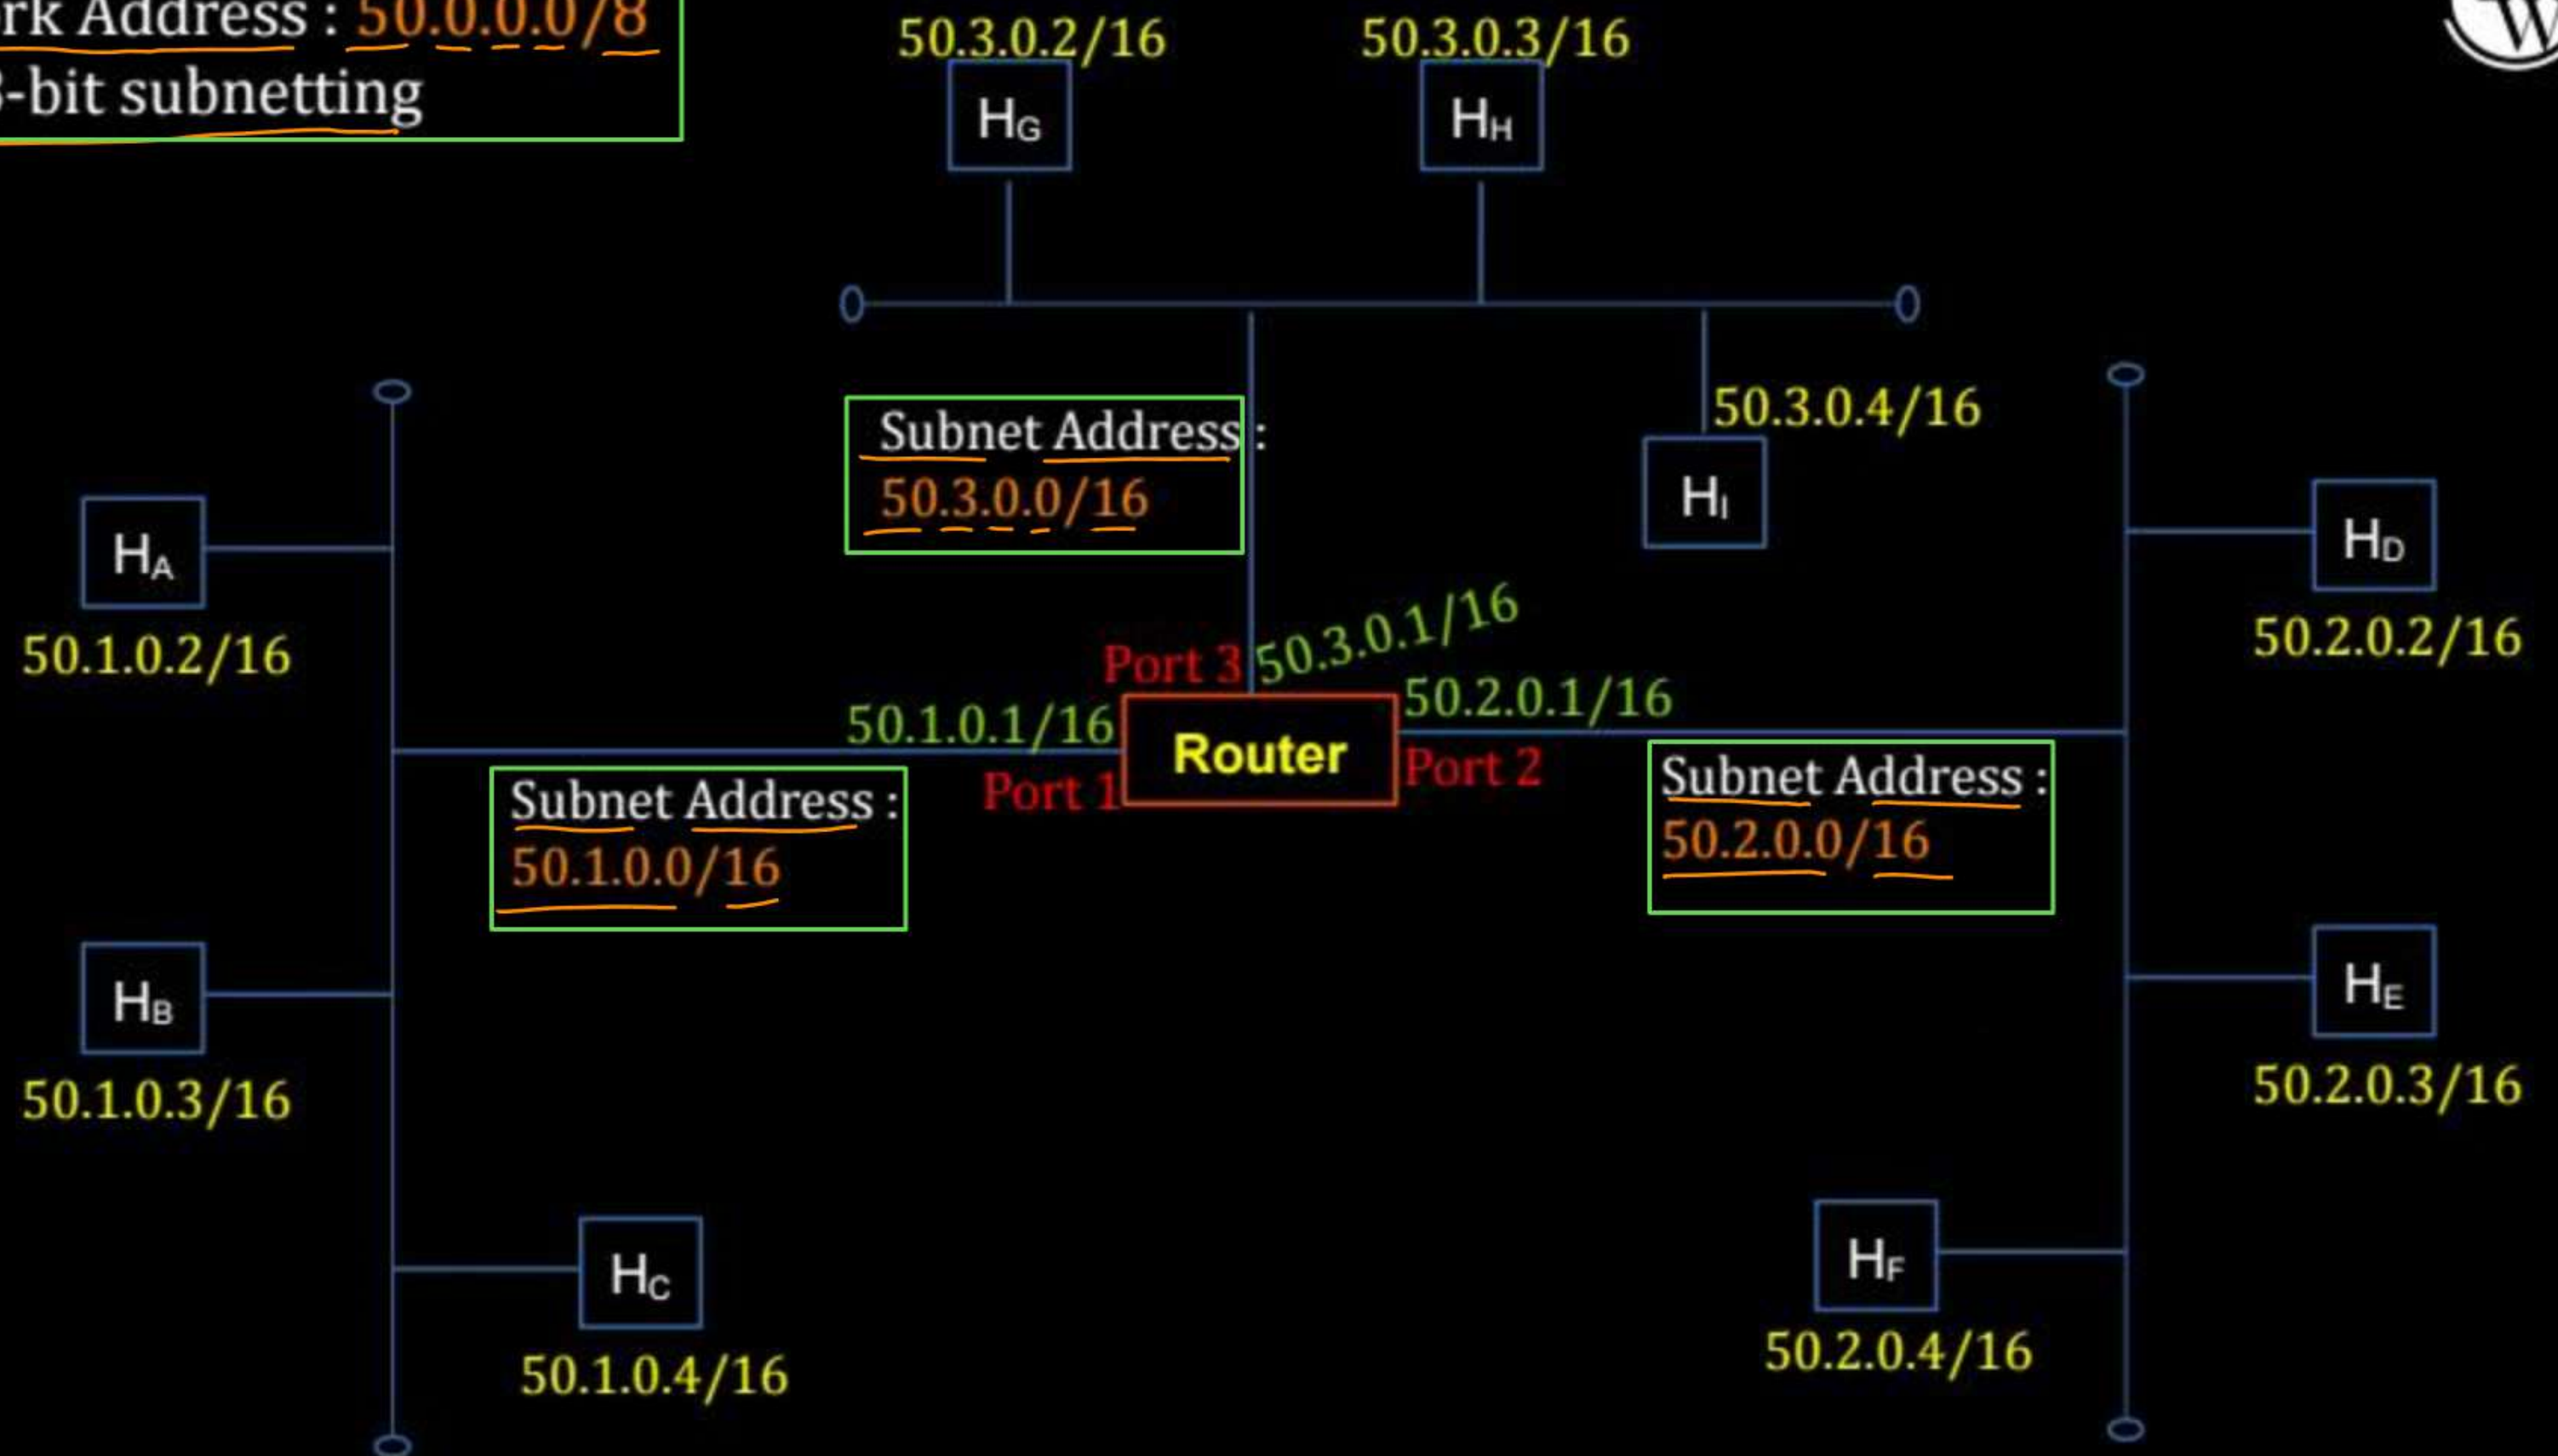 Address : 50.0.0.0/8
-bit subnetting
50.3.0.2/16
50.3.0.3/16
HG
HH
Subnet Address :
50.3.0.0/16
50.3.0.4/16
HI
HA
50.1.0.2/16
HD
50.2.0.2/16
Port 3
50.3.0.1/16
50.1.0.1/16
Router
50.2.0.1/16
Port 1
Port 2
Subnet Address :
50.1.0.0/16
Subnet Address :
50.2.0.0/16
HB
50.1.0.3/16
HE
50.2.0.3/16
HC
50.1.0.4/16
HF
50.2.0.4/16
W